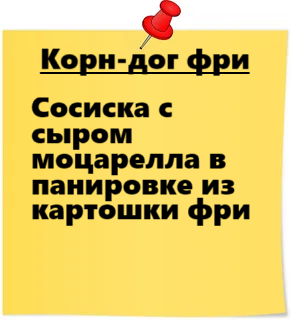 Корн-дог фри
Сосиска с
сыром
моцарелла в
панировке из
картошки фри